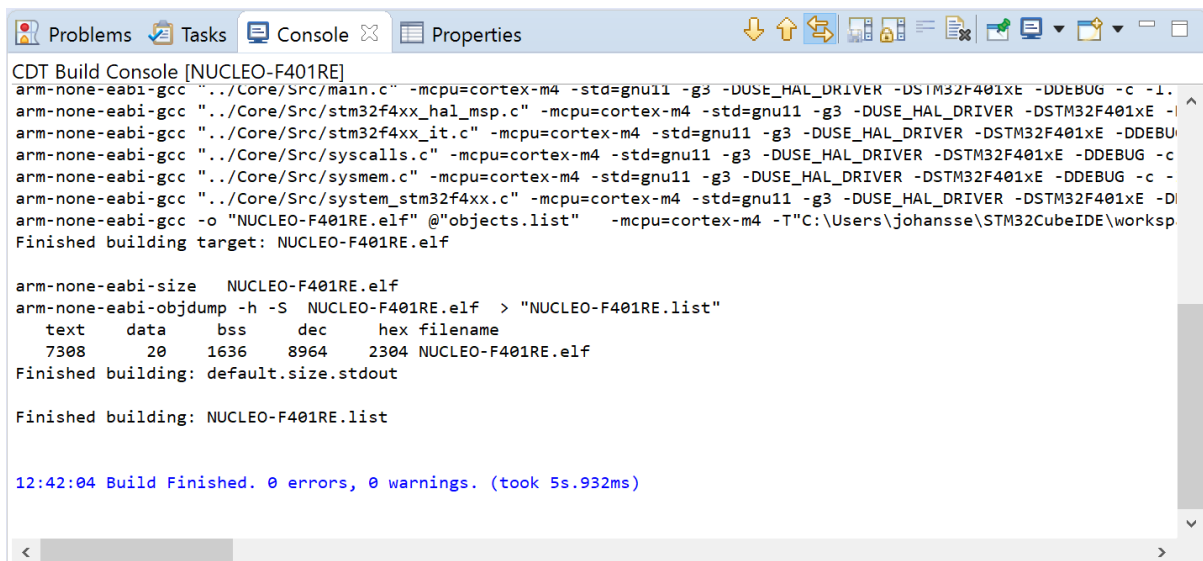 Problems Tasks Console Properties
CDT Build Console [NUCLEO-F401RE]
arm-none-eabi-gcc "../Core/Src/main.c" -mcpu=cortex-m4 -std=gnu11 -g3 -DUSE_HAL_DRIVER -DSTM32F401xE -DDEBUG -c -I.
arm-none-eabi-gcc "../Core/Src/stm32f4xx_hal_msp.c" -mcpu=cortex-m4 -std=gnu11 -g3 -DUSE_HAL_DRIVER -DSTM32F401xE -
arm-none-eabi-gcc "../Core/Src/stm32f4xx_it.c" -mcpu=cortex-m4 -std=gnu11 -g3 -DUSE_HAL_DRIVER -DSTM32F401xE -DDEBU
arm-none-eabi-gcc "../Core/Src/syscalls.c" -mcpu=cortex-m4 -std=gnu11 -g3 -DUSE_HAL_DRIVER -DSTM32F401xE -DDEBUG -c
arm-none-eabi-gcc "../Core/Src/sysmem.c" -mcpu=cortex-m4 -std=gnu11 -g3 -DUSE_HAL_DRIVER -DSTM32F401xE -DDEBUG -c -
arm-none-eabi-gcc "../Core/Src/system_stm32f4xx.c" -mcpu=cortex-m4 -std=gnu11 -g3 -DUSE_HAL_DRIVER -DSTM32F401xE -D
arm-none-eabi-gcc -o "NUCLEO-F401RE.elf" @"objects.list" -mcpu=cortex-m4 -T"C:\Users\johansse\STM32CubeIDE\worksp
Finished building target: NUCLEO-F401RE.elf
arm-none-eabi-size NUCLEO-F401RE.elf
arm-none-eabi-objdump -h -S NUCLEO-F401RE.elf > "NUCLEO-F401RE.list"
text data bss dec hex filename
7308 20 1636 8964 2304 NUCLEO-F401RE.elf
Finished building: default.size.stdout
Finished building: NUCLEO-F401RE.list
12:42:04 Build Finished. 0 errors, 0 warnings. (took 5s.932ms)